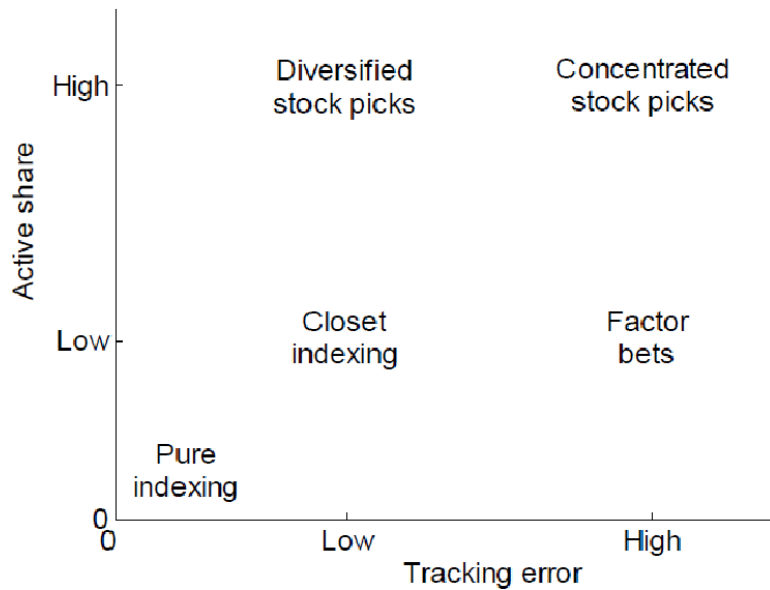 High
Diversified
stock picks
Concentrated
stock picks
Active share
Low
Closet
indexing
Factor
bets
Pure
indexing
0
0
Low
High
Tracking error